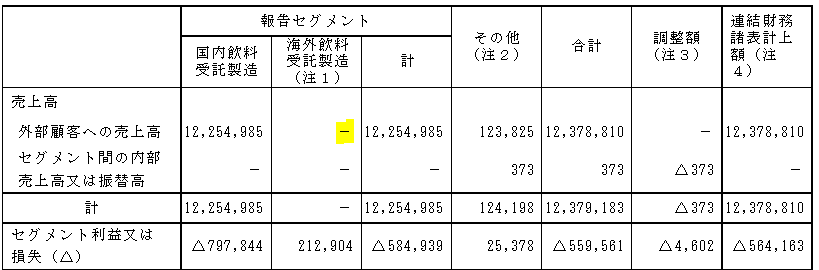 報告セグメント
国内飲料
受託製造
海外飲料
受託製造
(注1)
計
その他
(注2)
合計
調整額
(注3)
連結財務
諸表計上
額(注
4)
売上高
外部顧客への売上高 12,254,985 － 12,254,985 123,825 12,378,810 － 12,378,810
セグメント間の内部
売上高又は振替高 － － － 373 373 △373 －
計 12,254,985 － 12,254,985 124,198 12,379,183 △373 12,378,810
セグメント利益又は
損失(△) △797,844 212,904 △584,939 25,378 △559,561 △4,602 △564,163